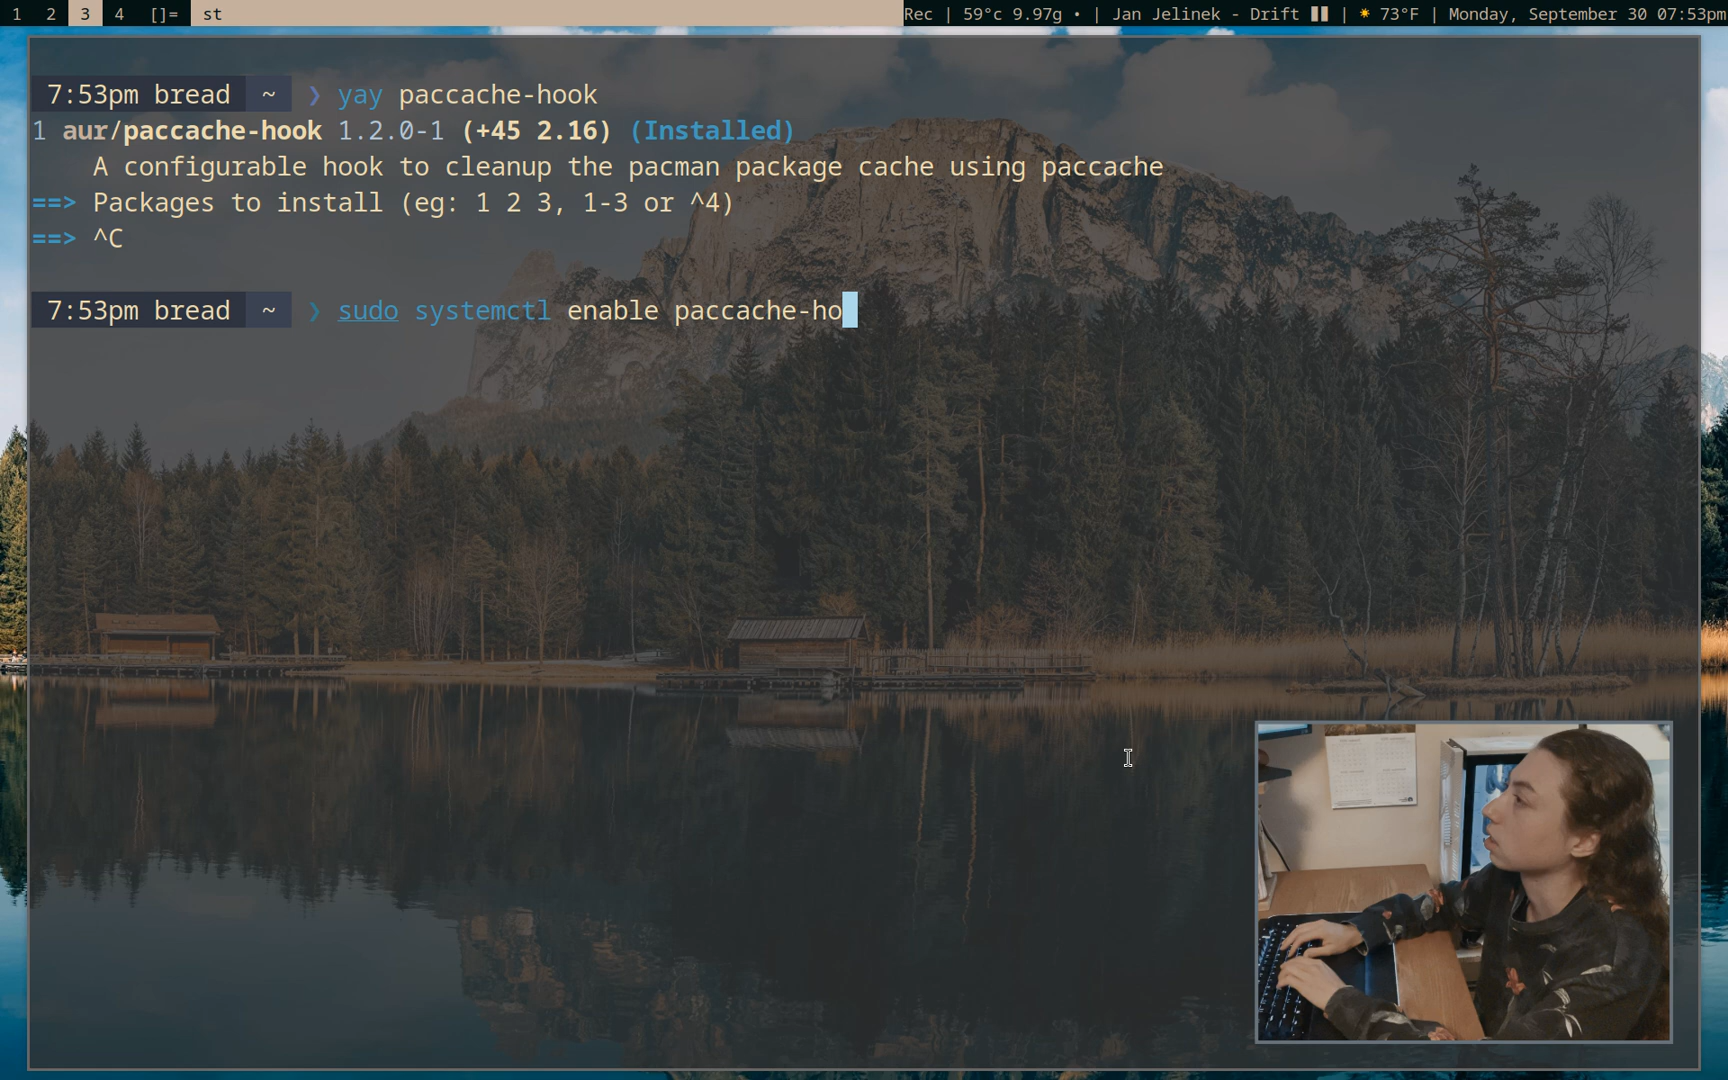 1 2 3 4 []= st Rec | 59°c 9.97g • | Jan Jelinek - Drift ▮▮ | ☀ 73°F | Monday, September 30 07:53pm
7:53pm bread ~ ❯ yay paccache-hook
1 aur/paccache-hook 1.2.0-1 (+45 2.16) (Installed)
A configurable hook to cleanup the pacman package cache using paccache
==> Packages to install (eg: 1 2 3, 1-3 or ^4)
==> ^C
7:53pm bread ~ ❯ sudo systemctl enable paccache-ho